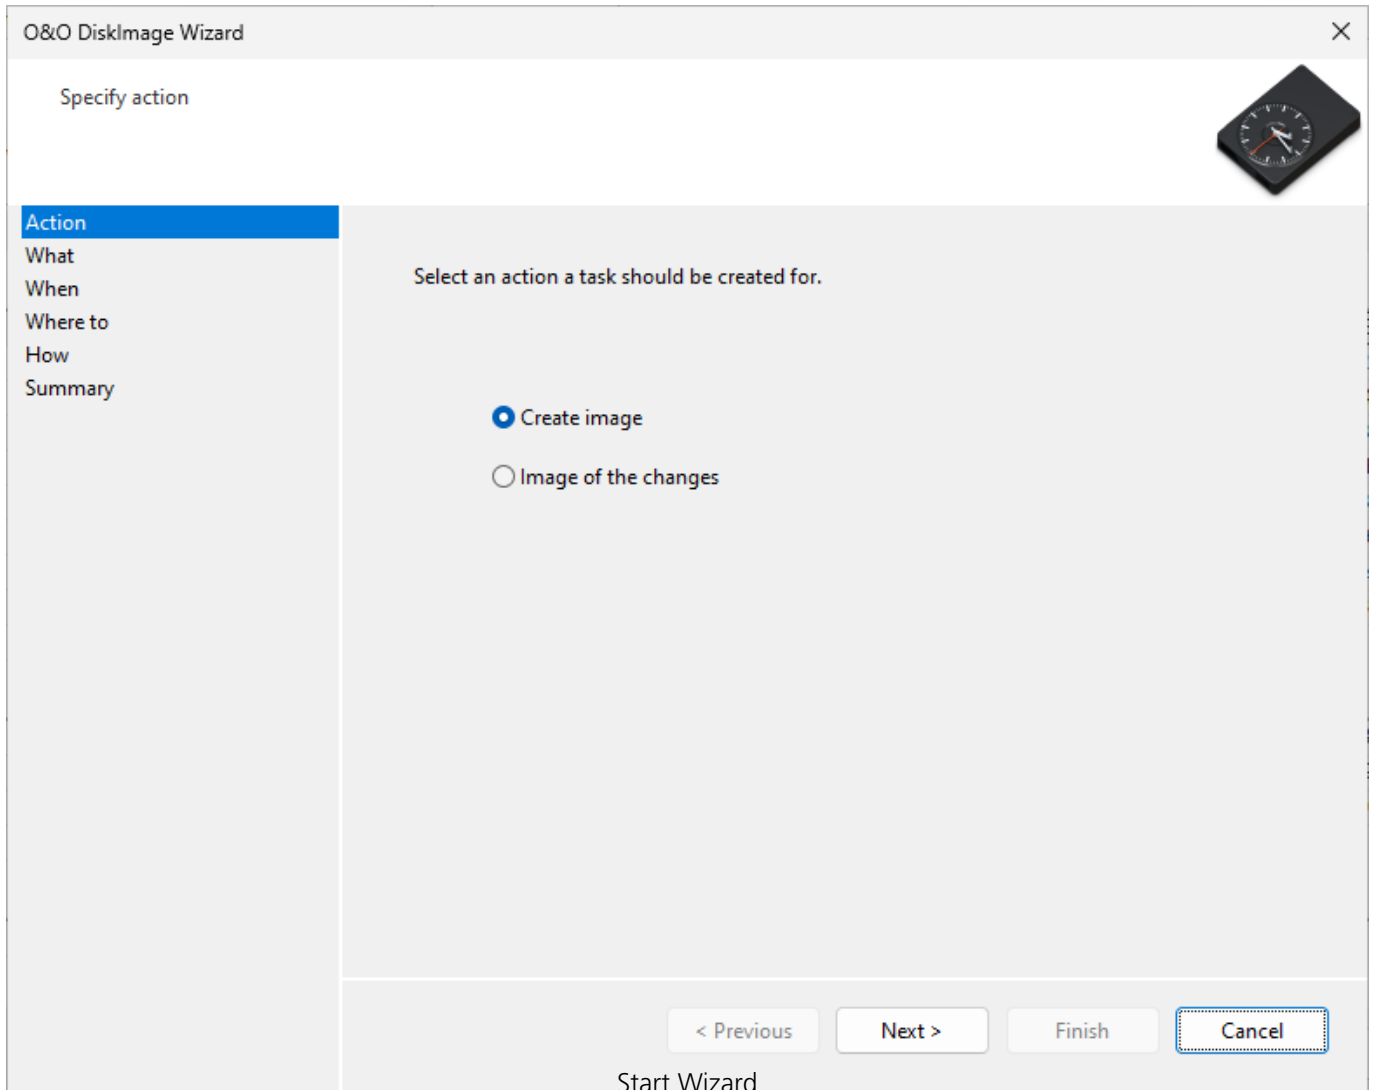 O&O DiskImage Wizard
Specify action
Action
What
When
Where to
How
Summary
Select an action a task should be created for.
Create image
Image of the changes
< Previous
Next >
Finish
Cancel
Start Wizard